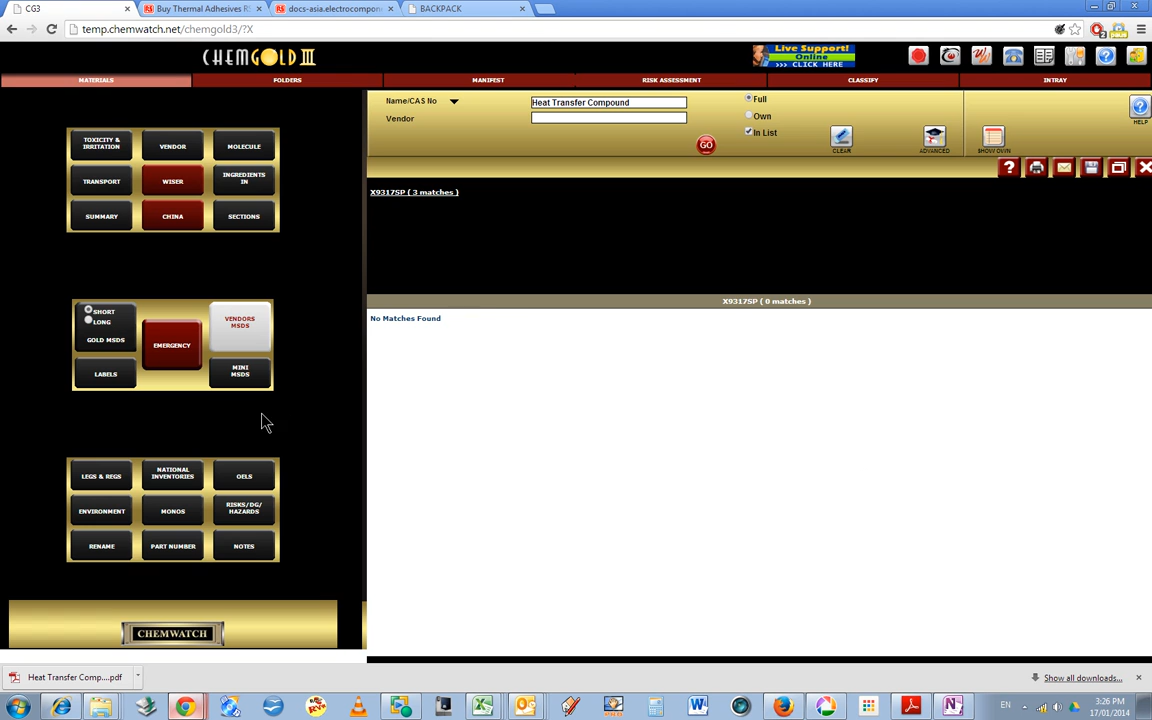 CG3
Buy Thermal Adhesives R
docs-asia.electrocompon
BACKPACK
temp.chemwatch.net/chemgold3/?X
CHEMGOLD III
Live Support!
Online
>>> CLICK HERE
MATERIALS
FOLDERS
MANIFEST
RISK ASSESSMENT
CLASSIFY
INTRAY
Name/CAS No
Heat Transfer Compound
Full
Vendor
Own
In List
GO
CLEAR
ADVANCED
SHOW OWN
HELP
TOXICITY & IRRITATION
VENDOR
MOLECULE
TRANSPORT
WISER
INGREDIENTS IN
SUMMARY
CHINA
SECTIONS
X9317SP ( 3 matches )
X9317SP ( 0 matches )
No Matches Found
SHORT
LONG
GOLD MSDS
EMERGENCY
VENDORS MSDS
LABELS
MINI MSDS
LEGS & REGS
NATIONAL INVENTORIES
OELS
ENVIRONMENT
MONOS
RISKS/DG/ HAZARDS
RENAME
PART NUMBER
NOTES
CHEMWATCH
Heat Transfer Comp....pdf
Show all downloads...
EN
3:26 PM
17/01/2014